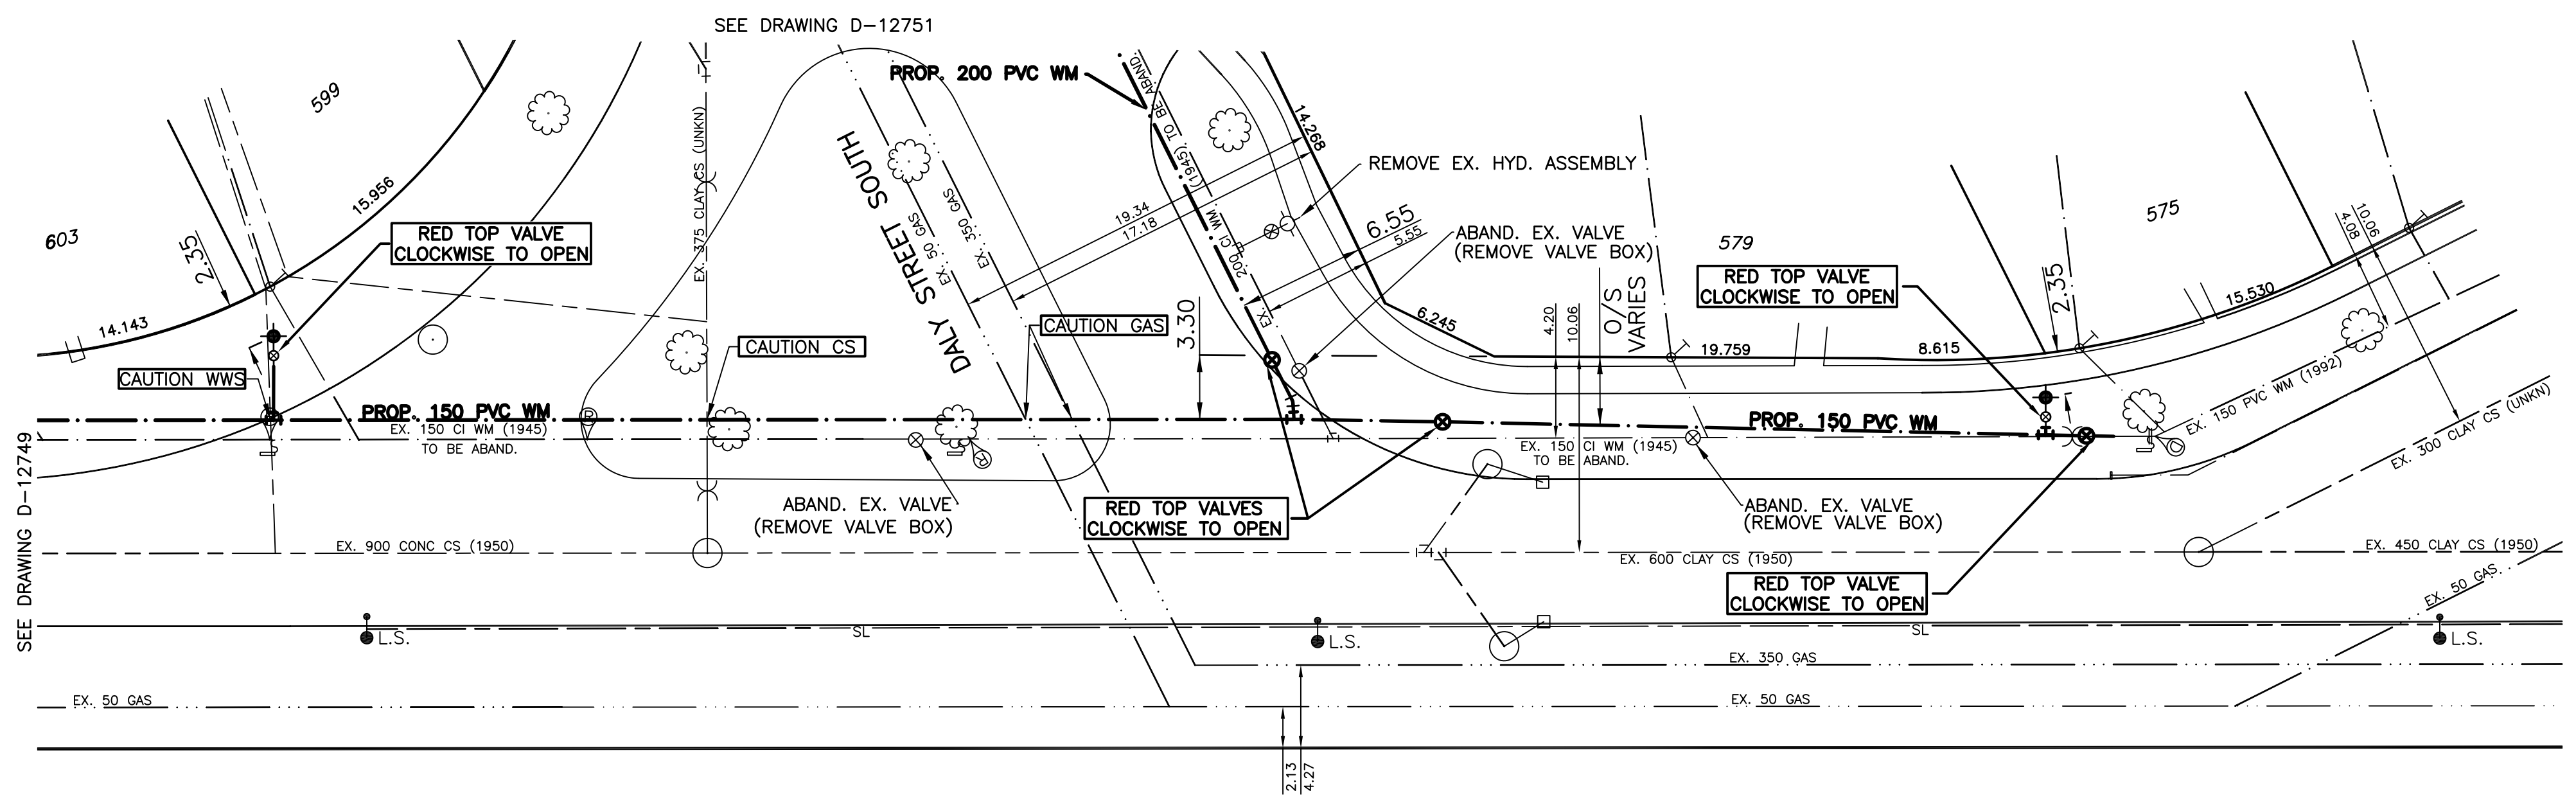 SEE DRAWING D-12751
PROP. 200 PVC WM
599
603
15.956
14.143
2.35
RED TOP VALVE
CLOCKWISE TO OPEN
CAUTION WWS
EX. 375 CLAY CS (UNKN)
DALY STREET SOUTH
EX. 50 GAS
EX. 350 GAS
19.34
17.18
EX. 200 CI WM (1945), TO BE ABAND.
14.268
REMOVE EX. HYD. ASSEMBLY
6.55
5.55
ABAND. EX. VALVE
(REMOVE VALVE BOX)
579
575
RED TOP VALVE
CLOCKWISE TO OPEN
2.35
4.08
10.06
15.530
CAUTION CS
CAUTION GAS
3.30
6.245
4.20
10.06
O/S
VARIES
19.759
8.615
PROP. 150 PVC WM
R
EX. 150 CI WM (1945)
TO BE ABAND.
R
PROP. 150 PVC WM
EX. 150 CI WM (1945)
TO BE ABAND.
EX. 150 PVC WM (1992)
EX. 300 CLAY CS (UNKN)
SEE DRAWING D-12749
ABAND. EX. VALVE
(REMOVE VALVE BOX)
RED TOP VALVES
CLOCKWISE TO OPEN
ABAND. EX. VALVE
(REMOVE VALVE BOX)
EX. 900 CONC CS (1950)
EX. 600 CLAY CS (1950)
EX. 450 CLAY CS (1950)
RED TOP VALVE
CLOCKWISE TO OPEN
EX. 50 GAS
L.S.
SL
L.S.
SL
L.S.
EX. 350 GAS
EX. 50 GAS
EX. 50 GAS
2.13
4.27